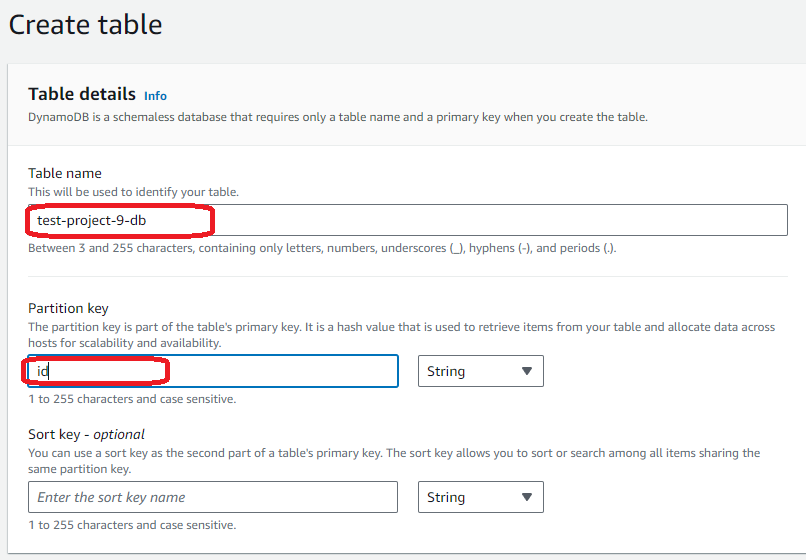 Create table
Table details Info
DynamoDB is a schemaless database that requires only a table name and a primary key when you create the table.
Table name
This will be used to identify your table.
test-project-9-db
Between 3 and 255 characters, containing only letters, numbers, underscores (_), hyphens (-), and periods (.).
Partition key
The partition key is part of the table's primary key. It is a hash value that is used to retrieve items from your table and allocate data across
hosts for scalability and availability.
id String
1 to 255 characters and case sensitive.
Sort key - optional
You can use a sort key as the second part of a table's primary key. The sort key allows you to sort or search among all items sharing the
same partition key.
Enter the sort key name String
1 to 255 characters and case sensitive.